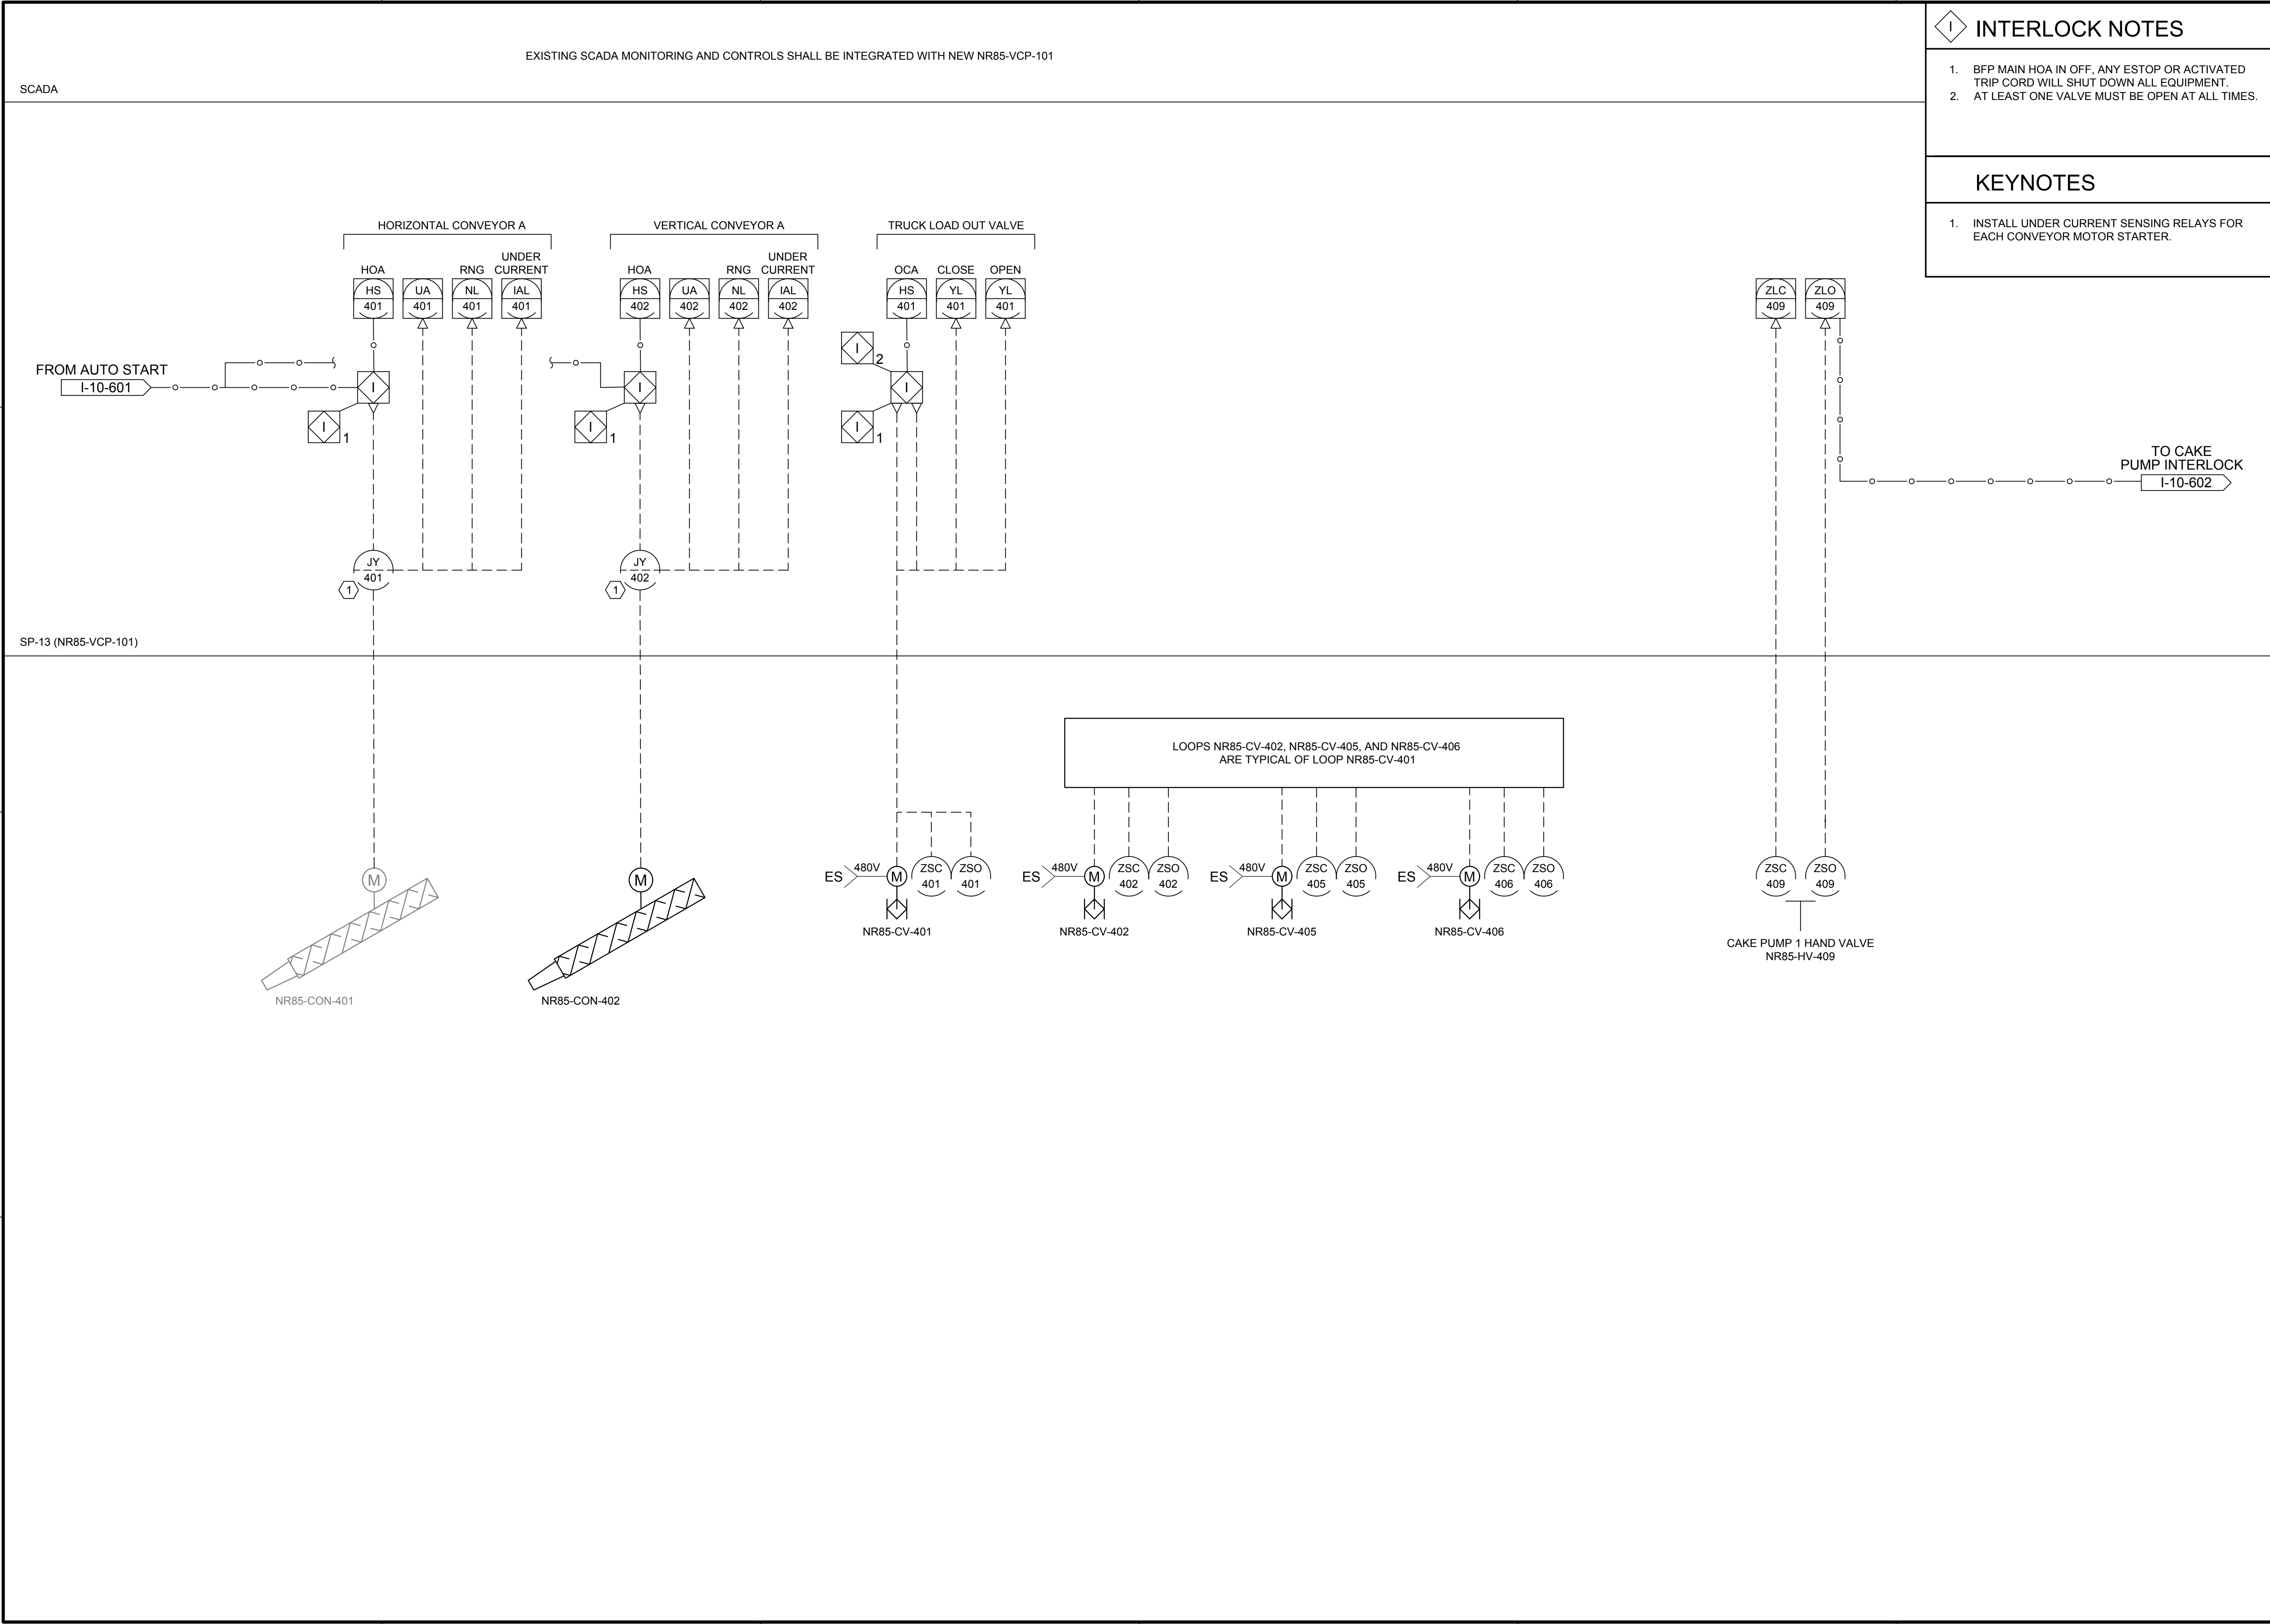 EXISTING SCADA MONITORING AND CONTROLS SHALL BE INTEGRATED WITH NEW NR85-VCP-101
SCADA
I INTERLOCK NOTES
1. BFP MAIN HOA IN OFF, ANY ESTOP OR ACTIVATED
TRIP CORD WILL SHUT DOWN ALL EQUIPMENT.
2. AT LEAST ONE VALVE MUST BE OPEN AT ALL TIMES.
KEYNOTES
1. INSTALL UNDER CURRENT SENSING RELAYS FOR
EACH CONVEYOR MOTOR STARTER.
HORIZONTAL CONVEYOR A
HOA RNG UNDER
CURRENT
HS UA NL IAL
401 401 401 401
VERTICAL CONVEYOR A
HOA RNG UNDER
CURRENT
HS UA NL IAL
402 402 402 402
TRUCK LOAD OUT VALVE
OCA CLOSE OPEN
HS YL YL
401 401 401
ZLC ZLO
409 409
FROM AUTO START
I-10-601
I
I 1
I
I 1
I 2
I
I 1
TO CAKE
PUMP INTERLOCK
I-10-602
JY
401
1
JY
402
1
SP-13 (NR85-VCP-101)
LOOPS NR85-CV-402, NR85-CV-405, AND NR85-CV-406
ARE TYPICAL OF LOOP NR85-CV-401
M
NR85-CON-401
M
NR85-CON-402
ES 480V M ZSC ZSO
401 401
NR85-CV-401
ES 480V M ZSC ZSO
402 402
NR85-CV-402
ES 480V M ZSC ZSO
405 405
NR85-CV-405
ES 480V M ZSC ZSO
406 406
NR85-CV-406
ZSC ZSO
409 409
CAKE PUMP 1 HAND VALVE
NR85-HV-409